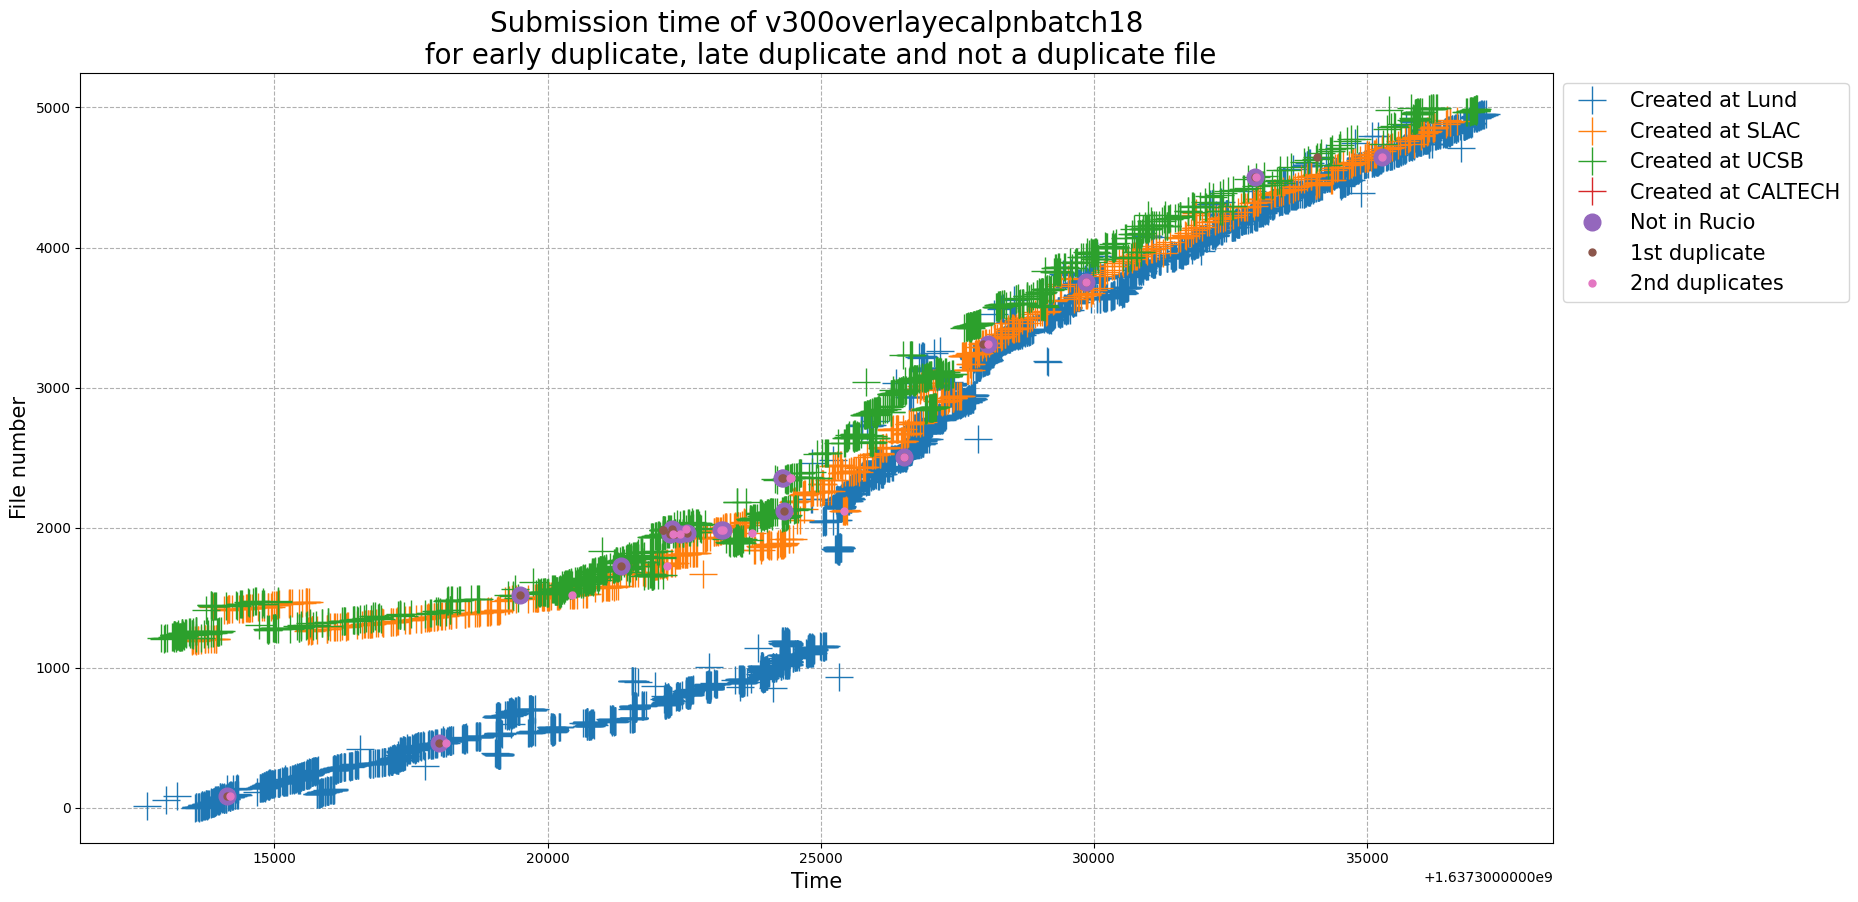 Submission time of v300overlayecalpnbatch18
for early duplicate, late duplicate and not a duplicate file
File number
5000
4000
3000
2000
1000
0
15000
20000
25000
30000
35000
Time
+1.6373000000e9
Created at Lund
Created at SLAC
Created at UCSB
Created at CALTECH
Not in Rucio
1st duplicate
2nd duplicates